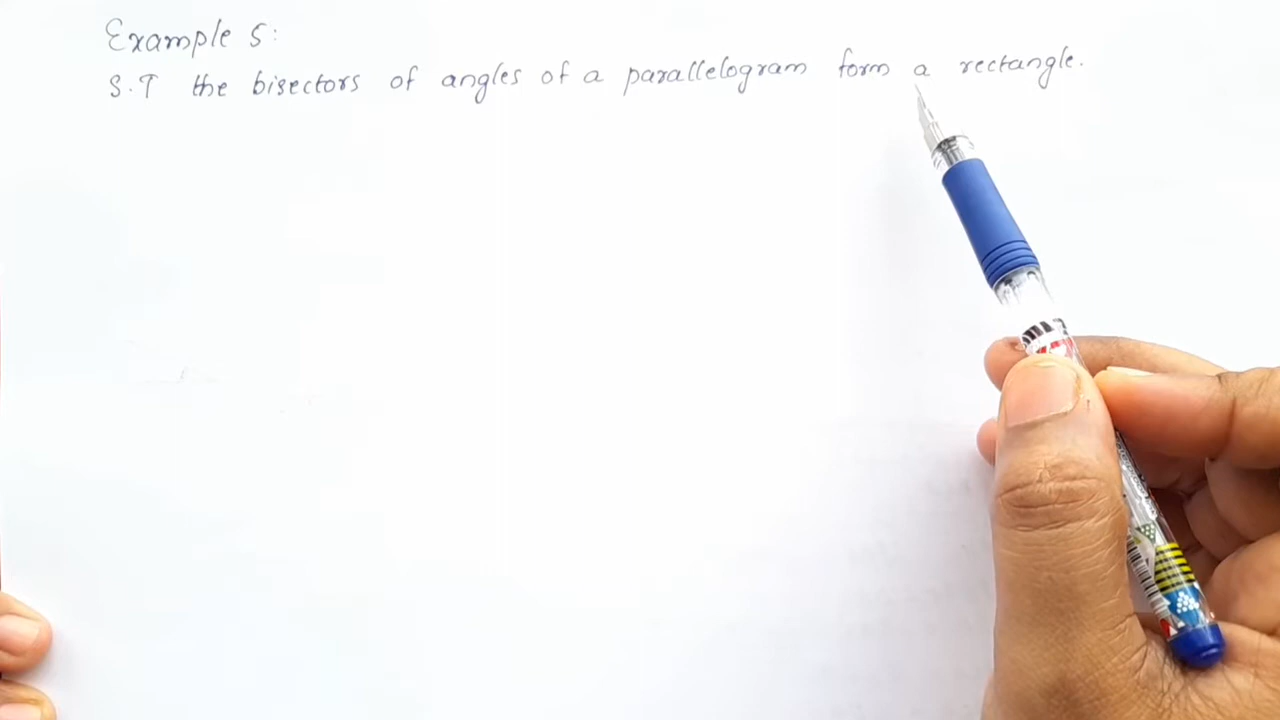 Example 5:
S.T the bisectors of angles of a parallelogram form a rectangle.